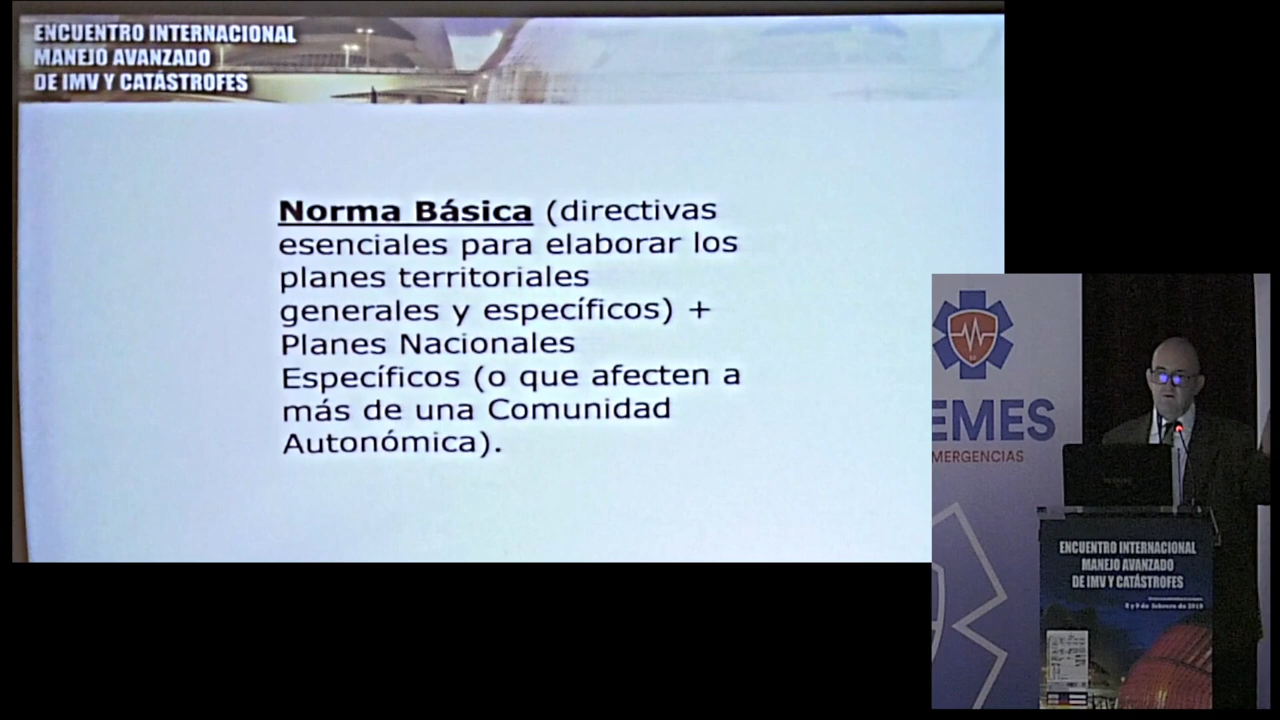 ENCUENTRO INTERNACIONAL
MANEJO AVANZADO
DE IMV Y CATÁSTROFES
Norma Básica (directivas
esenciales para elaborar los
planes territoriales
generales y específicos) +
Planes Nacionales
Específicos (o que afecten a
más de una Comunidad
Autonómica).
EMES
MERGENCIAS
ENCUENTRO INTERNACIONAL
MANEJO AVANZADO
DE IMV Y CATÁSTROFES